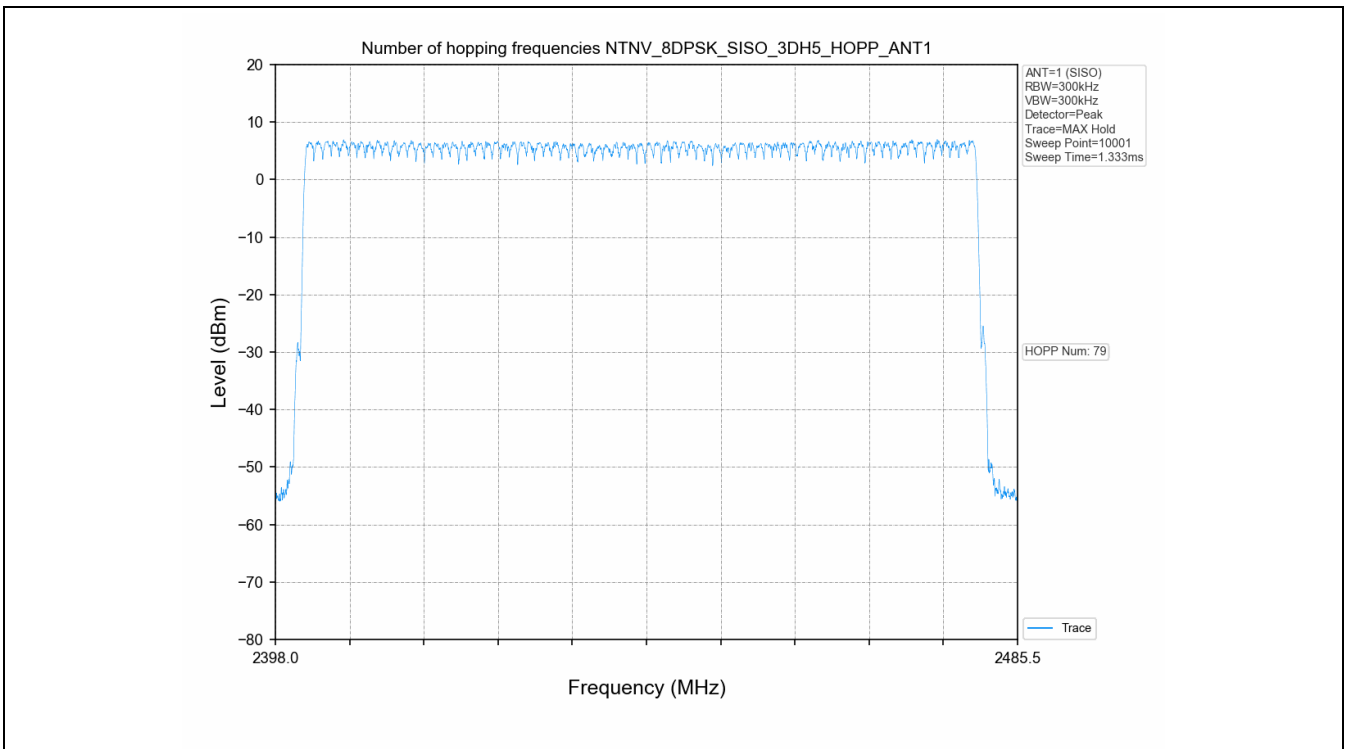 Number of hopping frequencies NTNV_8DPSK_SISO_3DH5_HOPP_ANT1
20
10
0
−10
−20
−30
−40
−50
−60
−70
−80
Level (dBm)
2398.0
2485.5
Frequency (MHz)
ANT=1 (SISO)
RBW=300kHz
VBW=300kHz
Detector=Peak
Trace=MAX Hold
Sweep Point=10001
Sweep Time=1.333ms
HOPP Num: 79
Trace